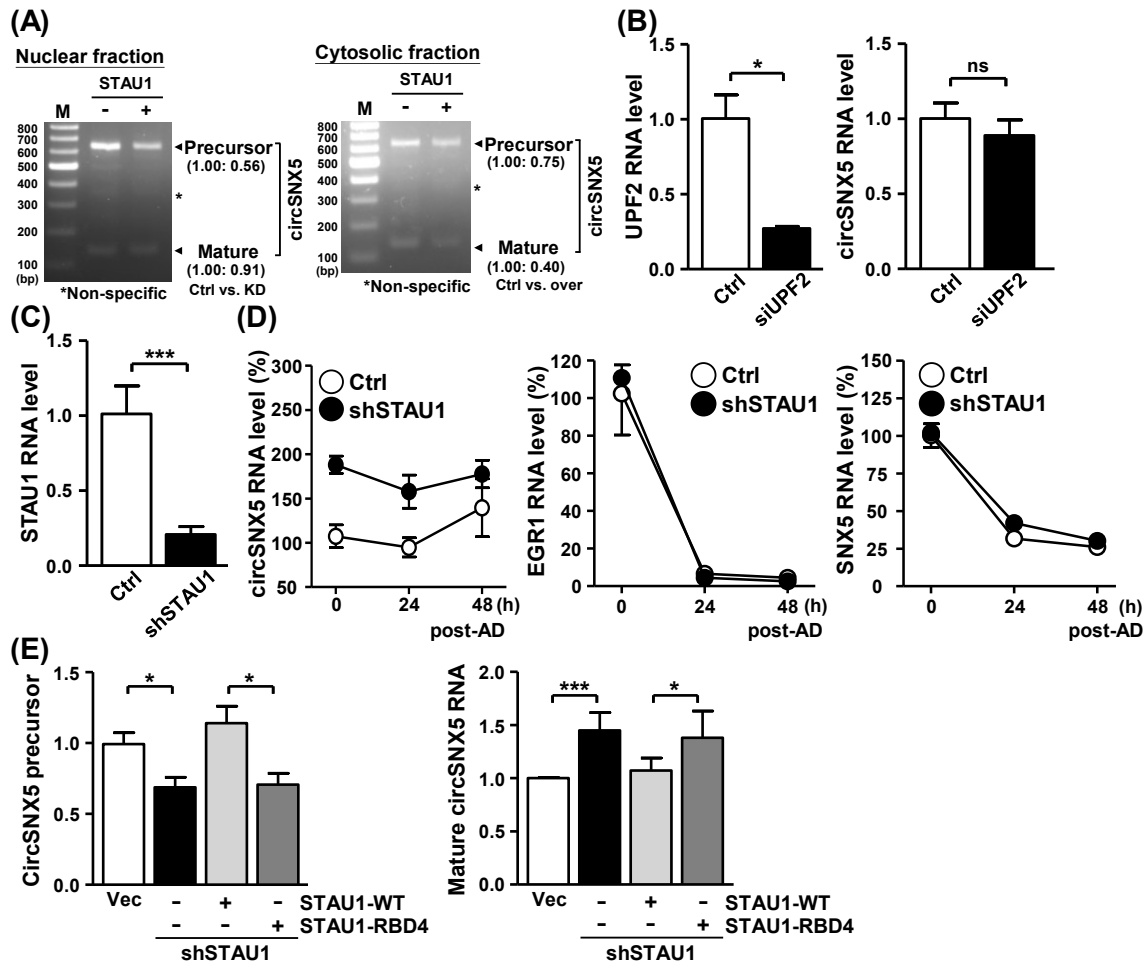 (A)
Nuclear fraction
STAU1
M - +
800
700
600
500
400
300
200
100
(bp)
Precursor
(1.00: 0.56)
*
Mature
(1.00: 0.91)
circSNX5
*Non-specific
Ctrl vs. KD
Cytosolic fraction
STAU1
M - +
800
700
600
500
400
300
200
100
(bp)
Precursor
(1.00: 0.75)
*
Mature
(1.00: 0.40)
circSNX5
*Non-specific
Ctrl vs. over
(B)
UPF2 RNA level
1.5
1.0
0.5
0.0
*
Ctrl
siUPF2
circSNX5 RNA level
1.5
1.0
0.5
0.0
ns
Ctrl
siUPF2
(C)
STAU1 RNA level
1.5
1.0
0.5
0.0
***
Ctrl
shSTAU1
(D)
circSNX5 RNA level (%)
300
250
200
150
100
50
Ctrl
shSTAU1
0 24 48 (h)
post-AD
EGR1 RNA level (%)
120
100
80
60
40
20
0
Ctrl
shSTAU1
0 24 48 (h)
post-AD
SNX5 RNA level (%)
150
125
100
75
50
25
0
Ctrl
shSTAU1
0 24 48 (h)
post-AD
(E)
CircSNX5 precursor
1.5
1.0
0.5
0.0
*
*
Vec - + - STAU1-WT
- - + STAU1-RBD4
shSTAU1
Mature circSNX5 RNA
2.0
1.5
1.0
0.5
0.0
***
*
Vec - + - STAU1-WT
- - + STAU1-RBD4
shSTAU1